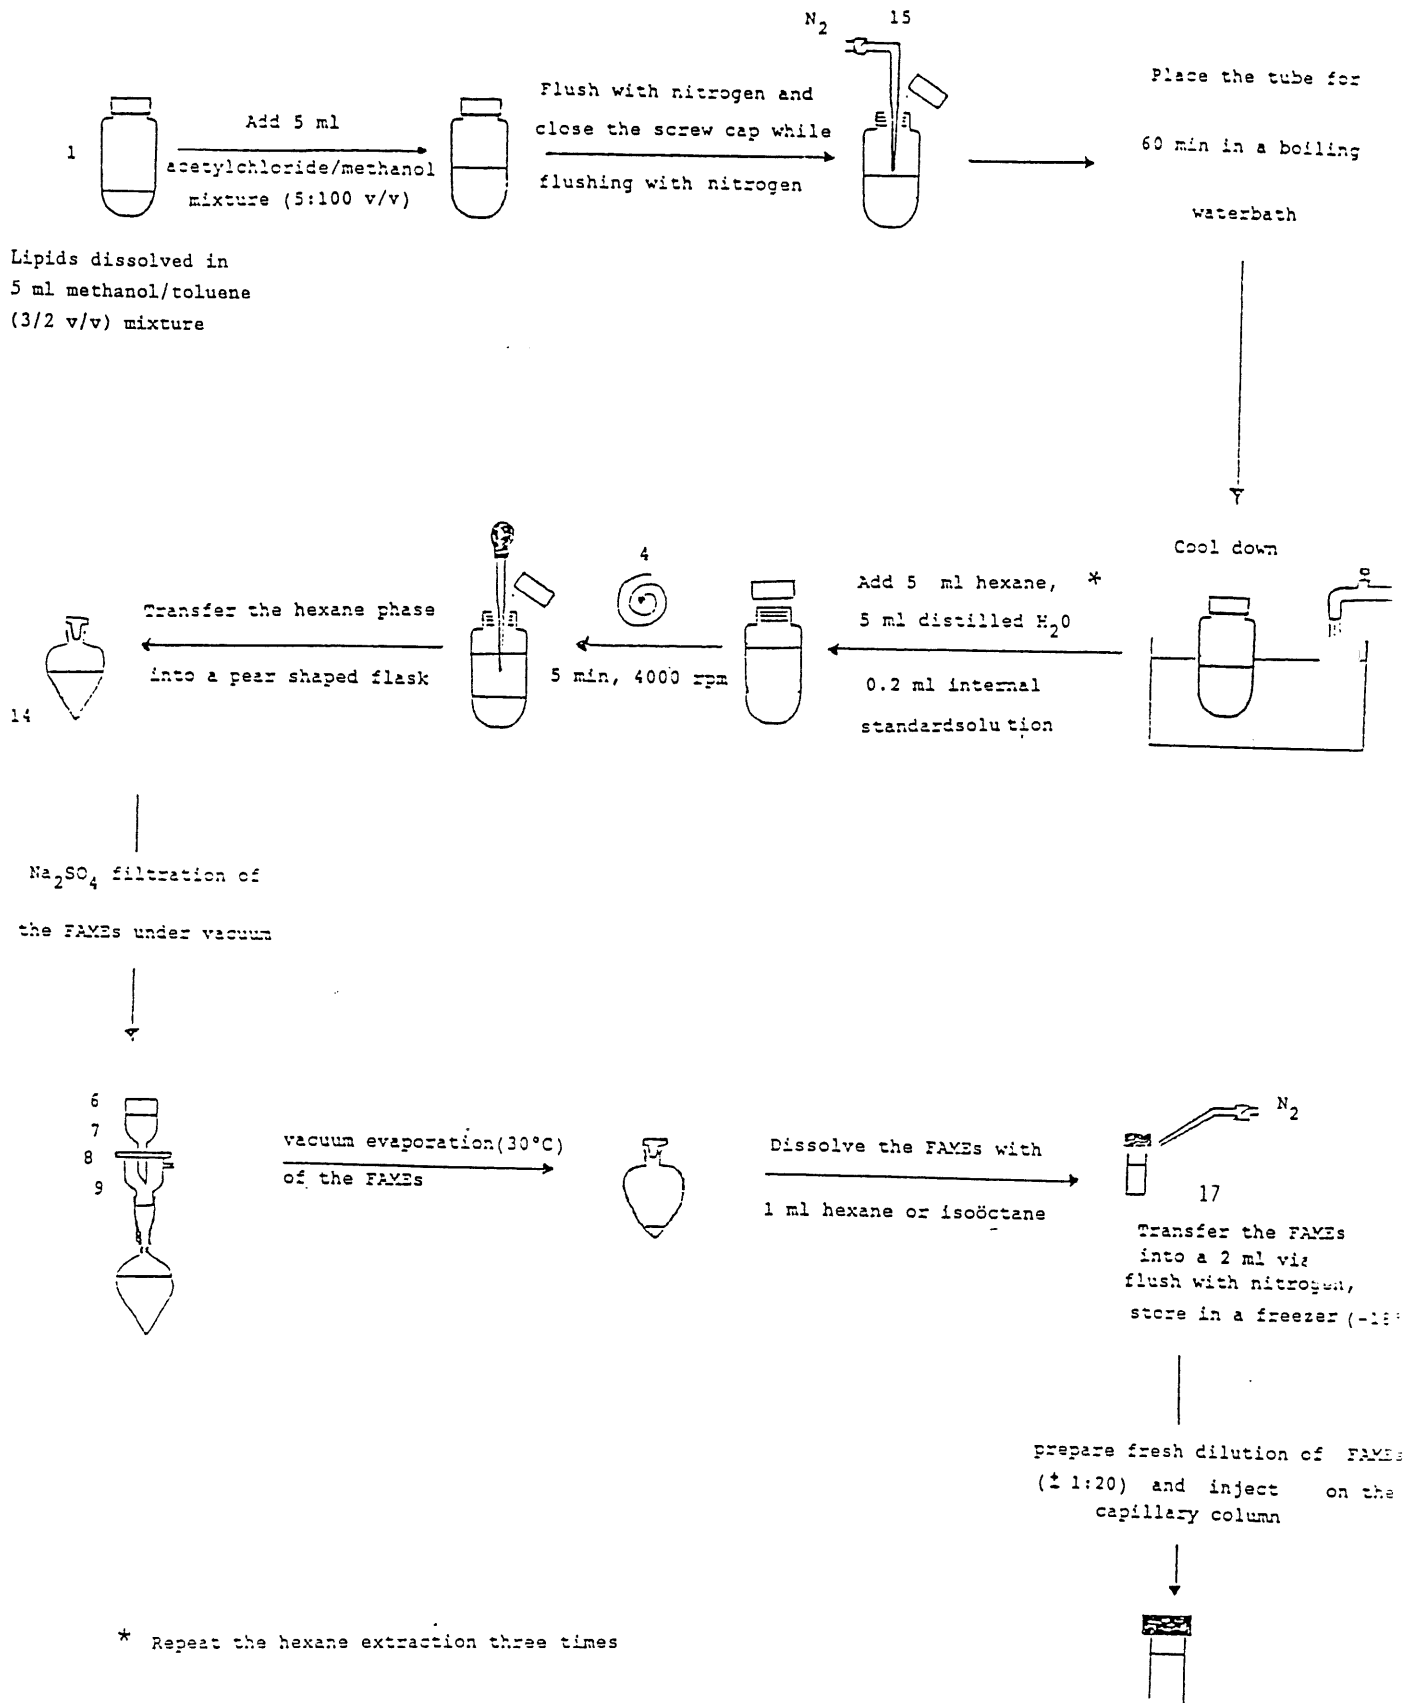 N2
15
1
Add 5 ml
acetylchloride/methanol
mixture (5:100 v/v)
Flush with nitrogen and
close the screw cap while
flushing with nitrogen
Place the tube for
60 min in a boiling
waterbath
Lipids dissolved in
5 ml methanol/toluene
(3/2 v/v) mixture
Cool down
Add 5 ml hexane, *
5 ml distilled H2O
0.2 ml internal
standardsolution
4
5 min, 4000 rpm
Transfer the hexane phase
into a pear shaped flask
14
Na2SO4 filtration of
the FAMEs under vacuum
6
7
8
9
vacuum evaporation(30°C)
of the FAMEs
Dissolve the FAMEs with
1 ml hexane or isoöctane
N2
17
Transfer the FAMEs
into a 2 ml via
flush with nitrogen,
store in a freezer (-18°
prepare fresh dilution of FAMEs
(± 1:20) and inject on the
capillary column
* Repeat the hexane extraction three times